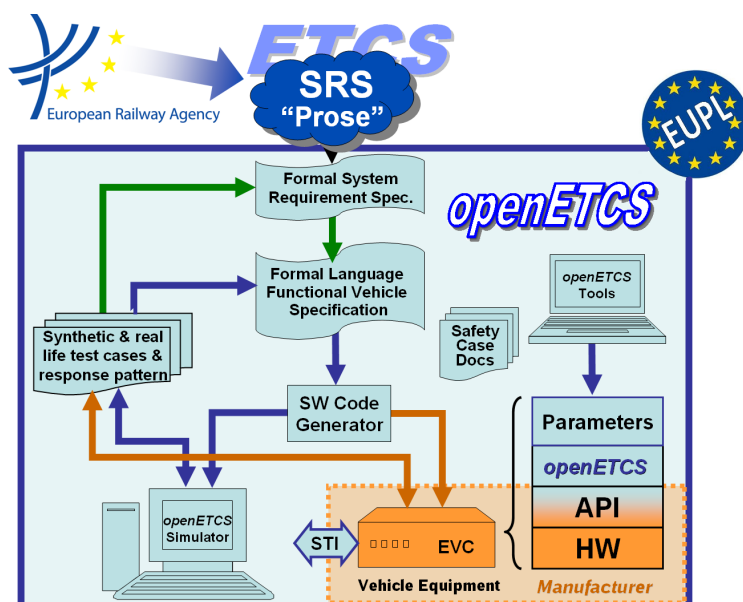 ETCS
SRS
“Prose”
European Railway Agency
EUPL
Formal System
Requirement Spec.
openETCS
Formal Language
Functional Vehicle
Specification
openETCS
Tools
Synthetic & real
life test cases &
response pattern
Safety
Case
Docs
SW Code
Generator
Parameters
openETCS
API
HW
openETCS
Simulator
STI
EVC
Vehicle Equipment
Manufacturer